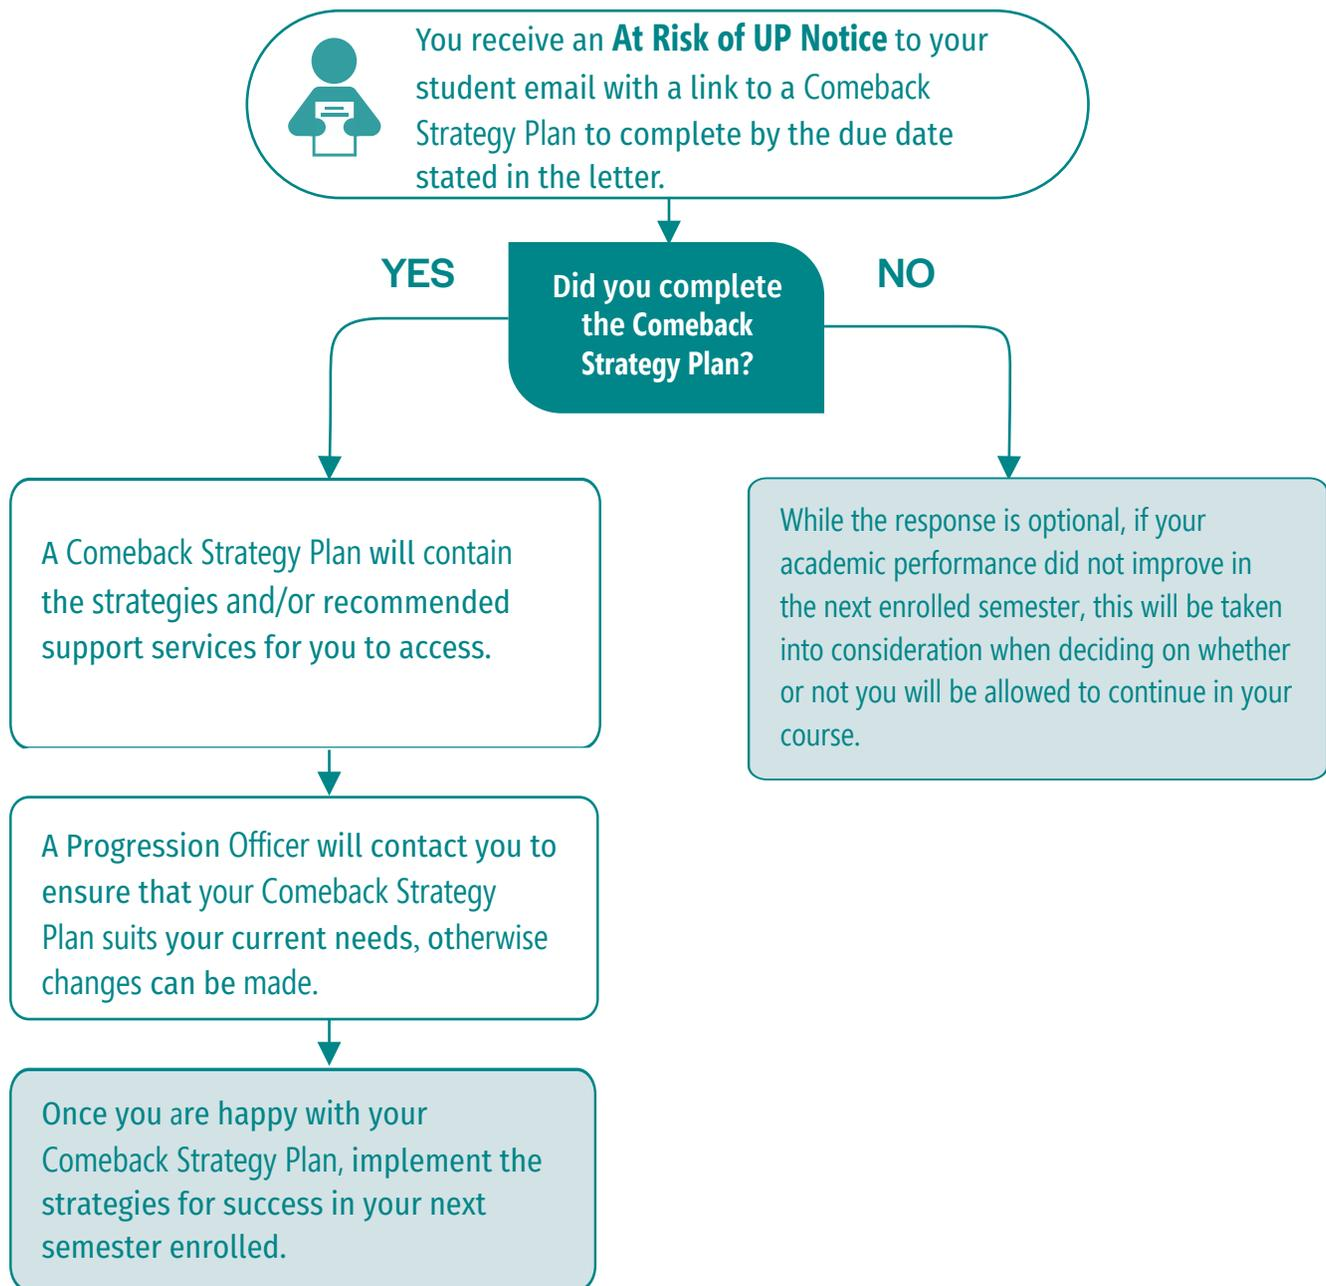 You receive an At Risk of UP Notice to your
student email with a link to a Comeback
Strategy Plan to complete by the due date
stated in the letter.
YES
Did you complete
the Comeback
Strategy Plan?
NO
A Comeback Strategy Plan will contain
the strategies and/or recommended
support services for you to access.
While the response is optional, if your
academic performance did not improve in
the next enrolled semester, this will be taken
into consideration when deciding on whether
or not you will be allowed to continue in your
course.
A Progression Officer will contact you to
ensure that your Comeback Strategy
Plan suits your current needs, otherwise
changes can be made.
Once you are happy with your
Comeback Strategy Plan, implement the
strategies for success in your next
semester enrolled.